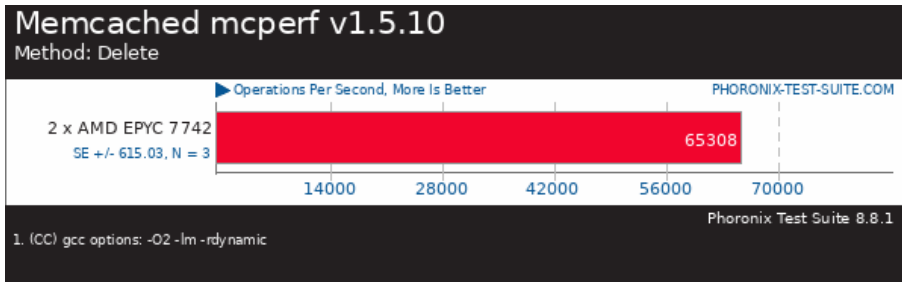 Memcached mcperf v1.5.10
Method: Delete
Operations Per Second, More Is Better
PHORONIX-TEST-SUITE.COM
2 x AMD EPYC 7742
65308
SE +/- 615.03, N = 3
14000
28000
42000
56000
70000
Phoronix Test Suite 8.8.1
1. (CC) gcc options: -O2 -lm -rdynamic